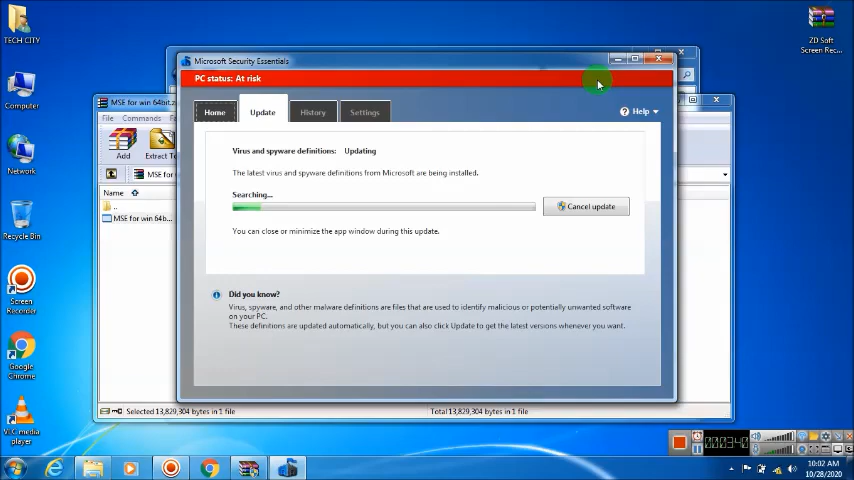 TECH CITY
Computer
Network
Recycle Bin
Screen
Recorder
Google
Chrome
VLC media
player
ZD Soft
Screen Rec...
MSE for win 64bit.z
File Commands
Add
Extract T
MSE fo
Name
..
MSE for win 64b...
Selected 13,829,304 bytes in 1 file
Total 13,829,304 bytes in 1 file
Microsoft Security Essentials
PC status: At risk
Home
Update
History
Settings
Help
Virus and spyware definitions: Updating
The latest virus and spyware definitions from Microsoft are being installed.
Searching...
Cancel update
You can close or minimize the app window during this update.
Did you know?
Virus, spyware, and other malware definitions are files that are used to identify malicious or potentially unwanted software
on your PC.
These definitions are updated automatically, but you can also click Update to get the latest versions whenever you want.
000340
10:02 AM
10/28/2020